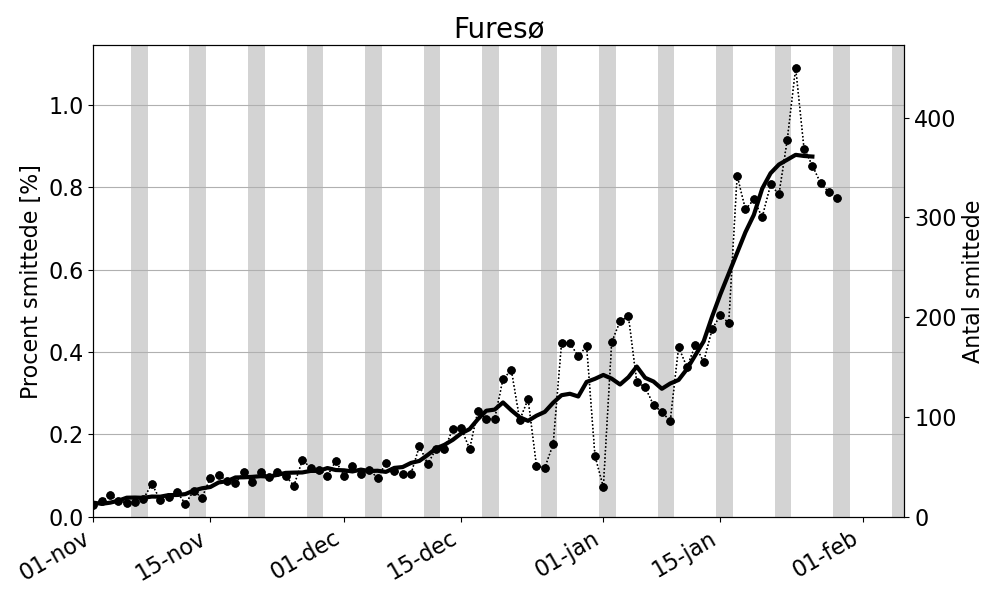 Furesø
Procent smittede [%]
1.0
0.8
0.6
0.4
0.2
0.0
400
300
200
100
0
Antal smittede
01-nov
15-nov
01-dec
15-dec
01-jan
15-jan
01-feb